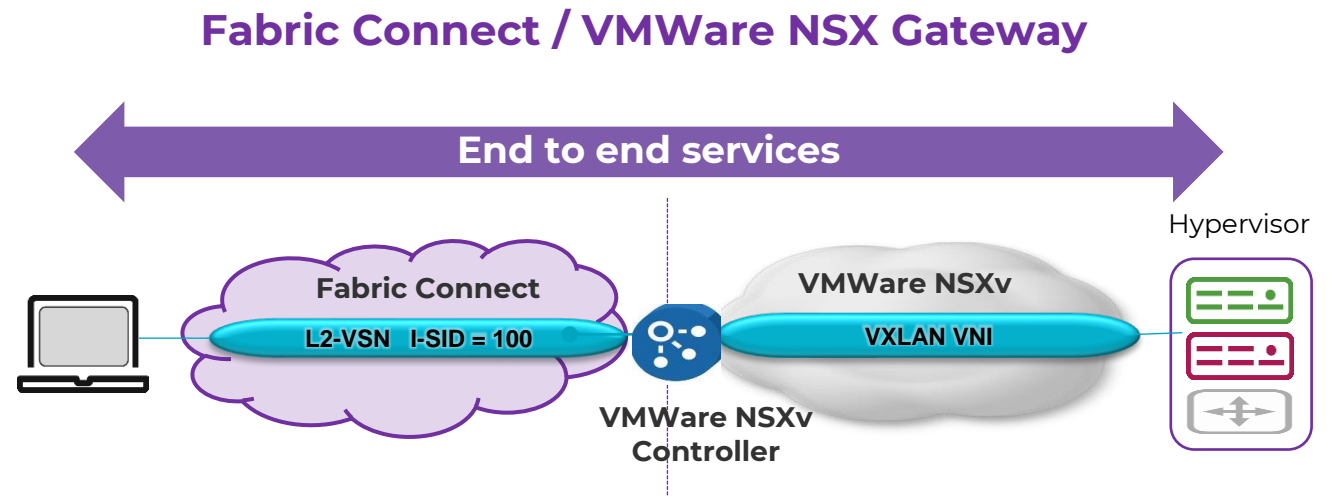 Fabric Connect / VMWare NSX Gateway
End to end services
Hypervisor
Fabric Connect
VMWare NSXv
L2-VSN I-SID = 100
VXLAN VNI
VMWare NSXv
Controller